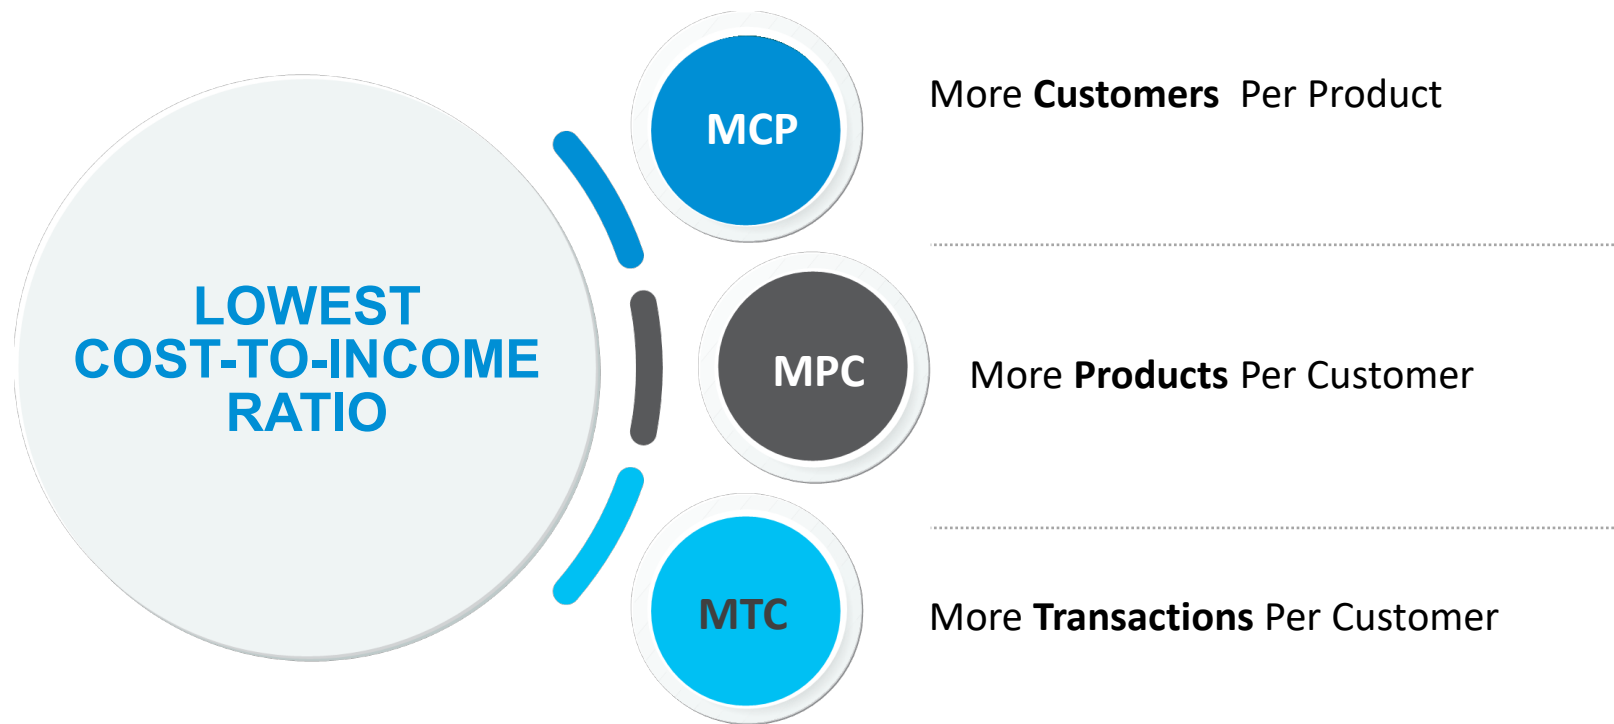 LOWEST
COST-TO-INCOME
RATIO
MCP
More Customers Per Product
MPC
More Products Per Customer
MTC
More Transactions Per Customer